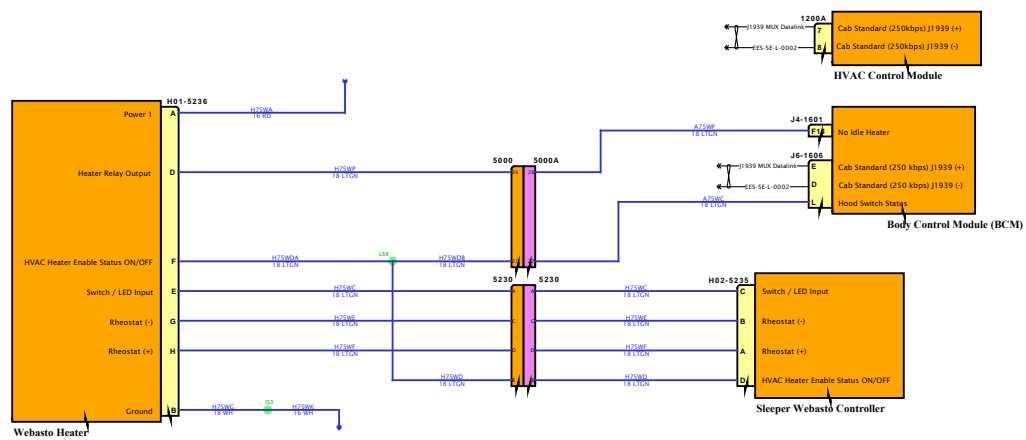 1200A
7
J1939 MUX Datalink
Cab Standard (250kbps) J1939 (+)
8
EES-SE-L-0002
Cab Standard (250kbps) J1939 (-)
HVAC Control Module
H01-5236
Power 1
A
H75WA
16 RD
J4-1601
A75WP
18 LTGN
No Idle Heater
J6-1606
5000
5000A
E
J1939 MUX Datalink
Cab Standard (250 kbps) J1939 (+)
Heater Relay Output
D
H75WP
18 LTGN
26
26
D
EES-SE-L-0002
Cab Standard (250 kbps) J1939 (-)
A75WC
18 LTGN
L
Hood Switch Status
Body Control Module (BCM)
LS9
HVAC Heater Enable Status ON/OFF
F
H75WDA
18 LTGN
H75WDB
18 LTGN
5230
5230
H02-5235
Switch / LED Input
E
H75WC
18 LTGN
A
A
H75WC
18 LTGN
C
Switch / LED Input
Rheostat (-)
G
H75WE
18 LTGN
C
C
H75WE
18 LTGN
B
Rheostat (-)
Rheostat (+)
H
H75WF
18 LTGN
D
D
H75WF
18 LTGN
A
Rheostat (+)
H75WD
18 LTGN
H75WD
18 LTGN
D
HVAC Heater Enable Status ON/OFF
Sleeper Webasto Controller
Ground
B
H75WG
18 WH
H75WK
16 WH
Webasto Heater